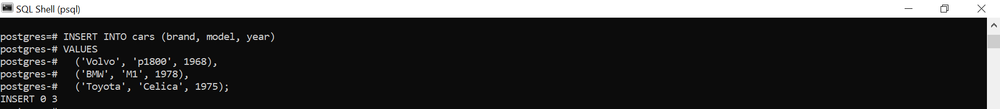 SQL Shell (psql)
postgres=# INSERT INTO cars (brand, model, year)
postgres-# VALUES
postgres-#   ('Volvo', 'p1800', 1968),
postgres-#   ('BMW', 'M1', 1978),
postgres-#   ('Toyota', 'Celica', 1975);
INSERT 0 3